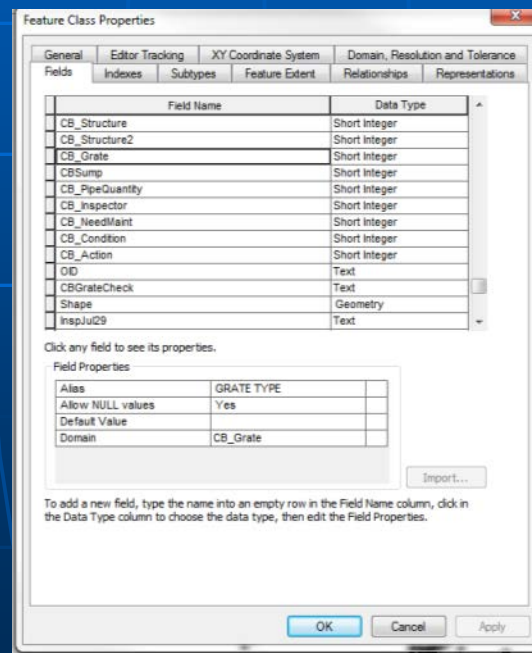 Feature Class Properties
General Editor Tracking XY Coordinate System Domain, Resolution and Tolerance
Fields Indexes Subtypes Feature Extent Relationships Representations
Field Name Data Type
CB_Structure Short Integer
CB_Structure2 Short Integer
CB_Grate Short Integer
CBSump Short Integer
CB_PipeQuantity Short Integer
CB_Inspector Short Integer
CB_NeedMaint Short Integer
CB_Condition Short Integer
CB_Action Short Integer
OID Text
CBGrateCheck Text
Shape Geometry
InspJul29 Text
Click any field to see its properties.
Field Properties
Alias GRATE TYPE
Allow NULL values Yes
Default Value
Domain CB_Grate
Import...
To add a new field, type the name into an empty row in the Field Name column, click in
the Data Type column to choose the data type, then edit the Field Properties.
OK Cancel Apply